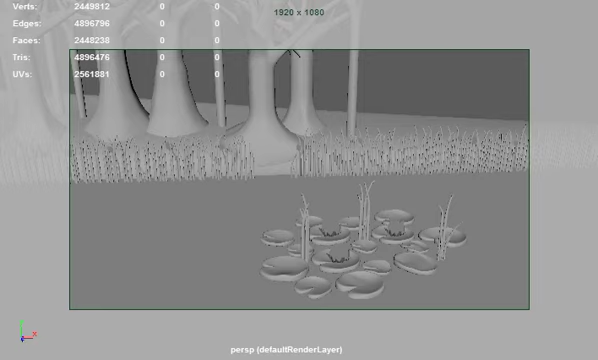 Verts: 2449812 0 0
1920 x 1080
Edges: 4896796 0 0
Faces: 2448238 0 0
Tris: 4896476 0 0
UVs: 2561881 0 0
x
persp (defaultRenderLayer)